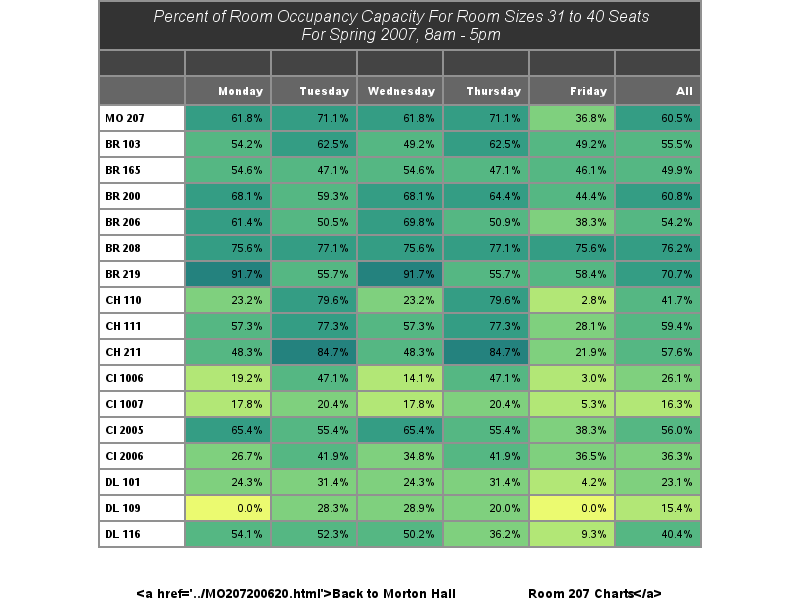 Percent of Room Occupancy Capacity For Room Sizes 31 to 40 Seats
For Spring 2007, 8am - 5pm
Monday Tuesday Wednesday Thursday Friday All
MO 207 61.8% 71.1% 61.8% 71.1% 36.8% 60.5%
BR 103 54.2% 62.5% 49.2% 62.5% 49.2% 55.5%
BR 165 54.6% 47.1% 54.6% 47.1% 46.1% 49.9%
BR 200 68.1% 59.3% 68.1% 64.4% 44.4% 60.8%
BR 206 61.4% 50.5% 69.8% 50.9% 38.3% 54.2%
BR 208 75.6% 77.1% 75.6% 77.1% 75.6% 76.2%
BR 219 91.7% 55.7% 91.7% 55.7% 58.4% 70.7%
CH 110 23.2% 79.6% 23.2% 79.6% 2.8% 41.7%
CH 111 57.3% 77.3% 57.3% 77.3% 28.1% 59.4%
CH 211 48.3% 84.7% 48.3% 84.7% 21.9% 57.6%
CI 1006 19.2% 47.1% 14.1% 47.1% 3.0% 26.1%
CI 1007 17.8% 20.4% 17.8% 20.4% 5.3% 16.3%
CI 2005 65.4% 55.4% 65.4% 55.4% 38.3% 56.0%
CI 2006 26.7% 41.9% 34.8% 41.9% 36.5% 36.3%
DL 101 24.3% 31.4% 24.3% 31.4% 4.2% 23.1%
DL 109 0.0% 28.3% 28.9% 20.0% 0.0% 15.4%
DL 116 54.1% 52.3% 50.2% 36.2% 9.3% 40.4%
<a href='../MO207200620.html'>Back to Morton Hall Room 207 Charts</a>